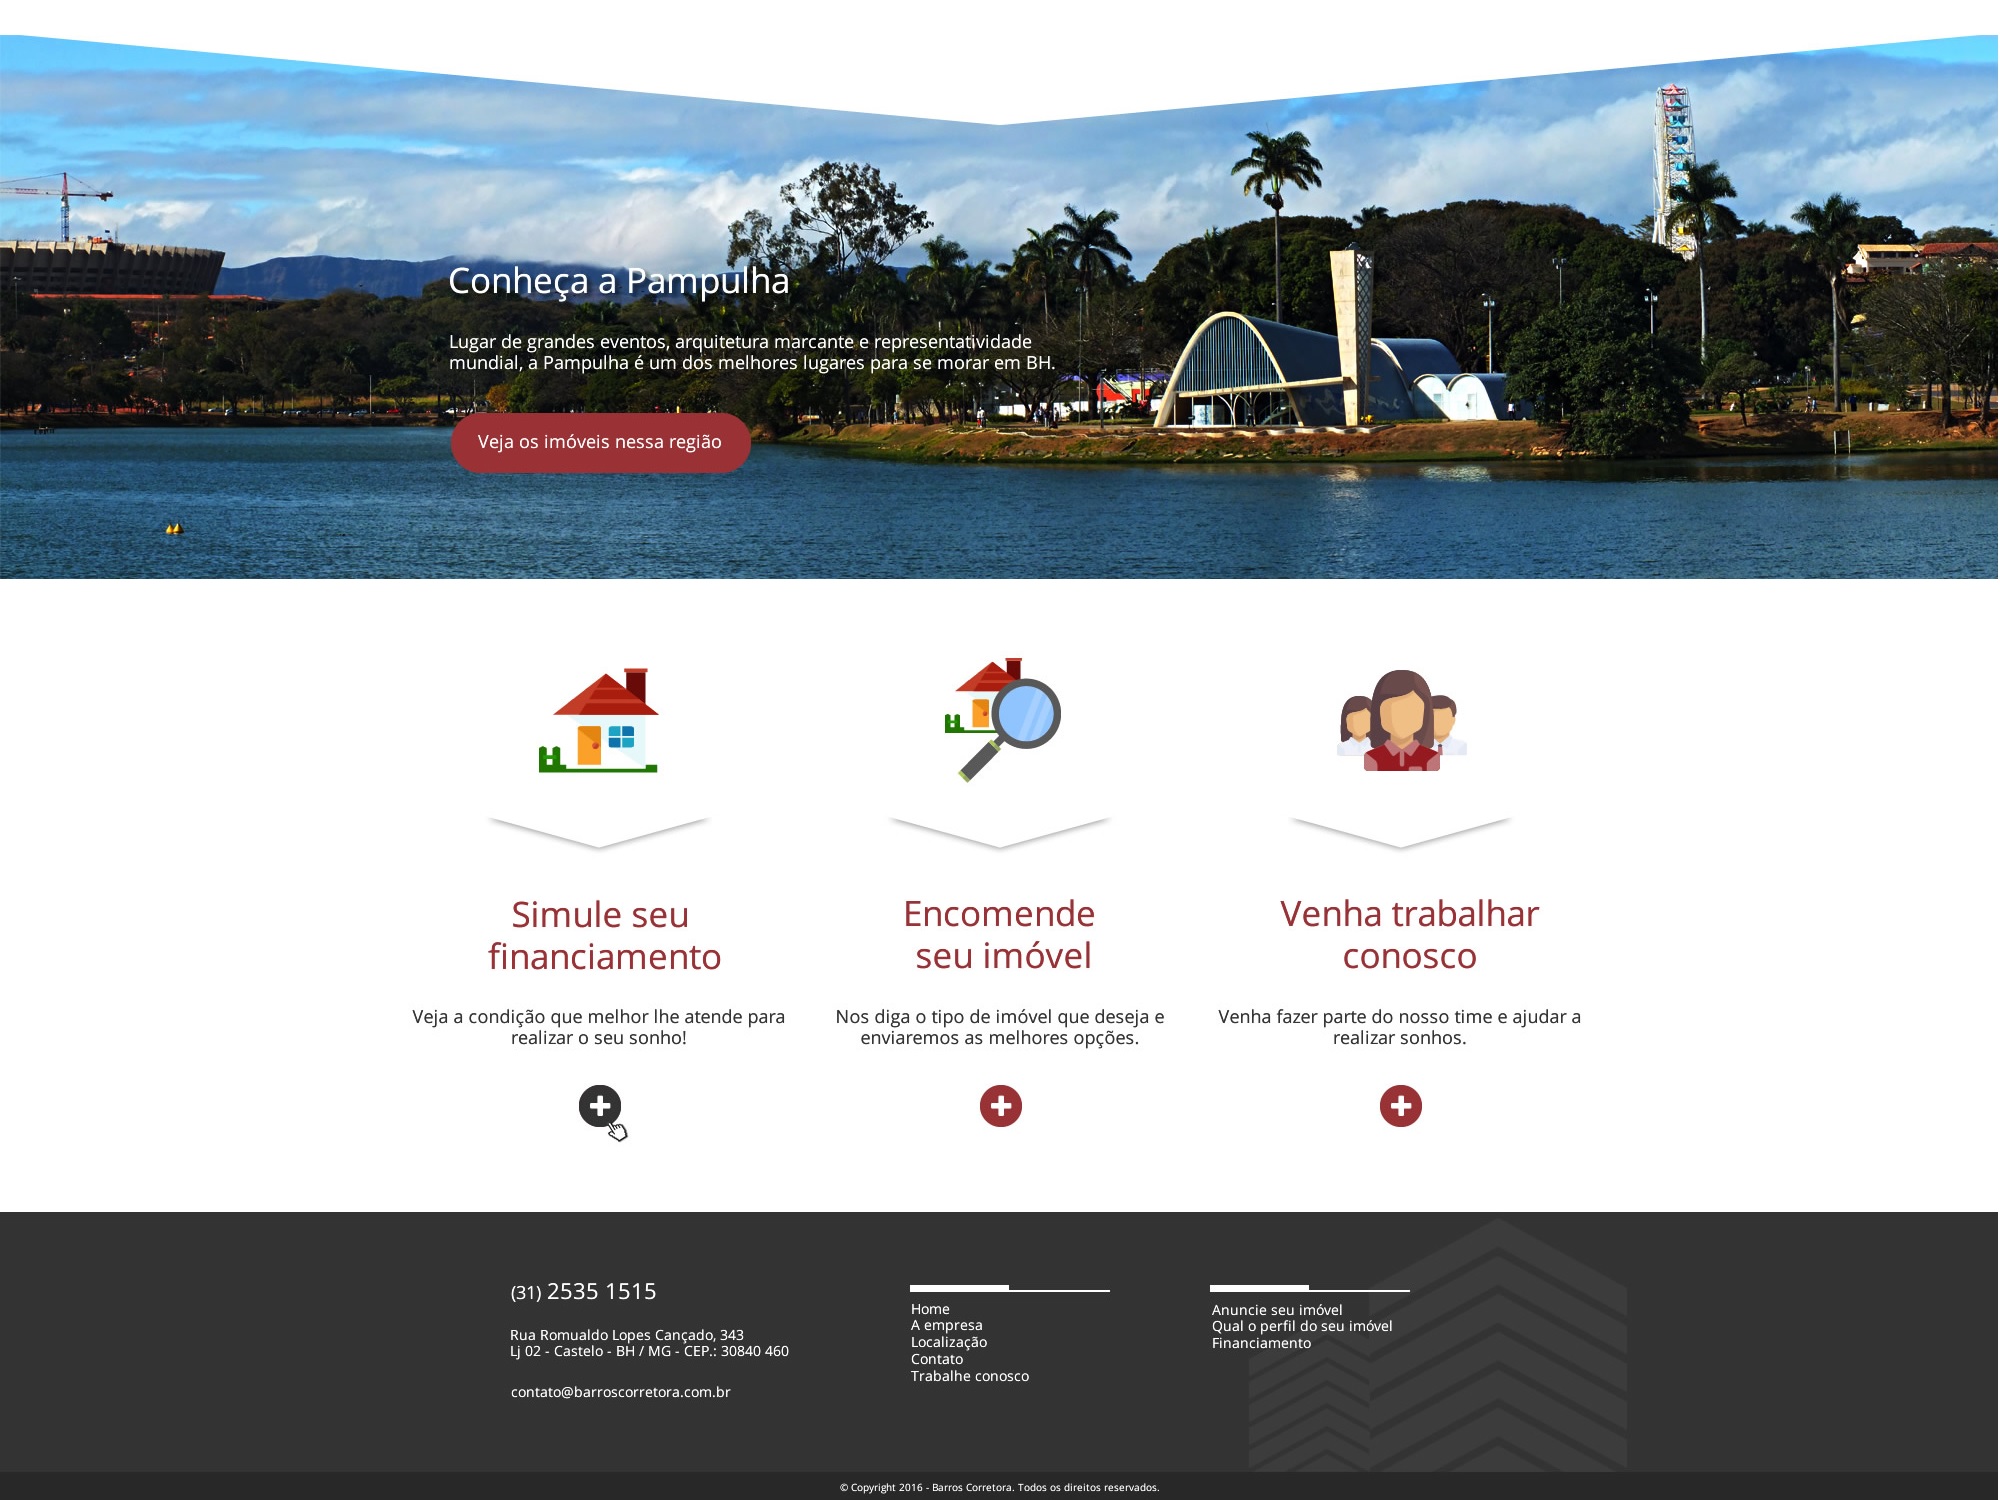 Conheça a Pampulha
Lugar de grandes eventos, arquitetura marcante e representatividade
mundial, a Pampulha é um dos melhores lugares para se morar em BH.
Veja os imóveis nessa região
Simule seu
financiamento
Veja a condição que melhor lhe atende para
realizar o seu sonho!
Encomende
seu imóvel
Nos diga o tipo de imóvel que deseja e
enviaremos as melhores opções.
Venha trabalhar
conosco
Venha fazer parte do nosso time e ajudar a
realizar sonhos.
(31) 2535 1515
Rua Romualdo Lopes Cançado, 343
Lj 02 - Castelo - BH / MG - CEP.: 30840 460
contato@barroscorretora.com.br
Home
A empresa
Localização
Contato
Trabalhe conosco
Anuncie seu imóvel
Qual o perfil do seu imóvel
Financiamento
© Copyright 2016 - Barros Corretora. Todos os direitos reservados.